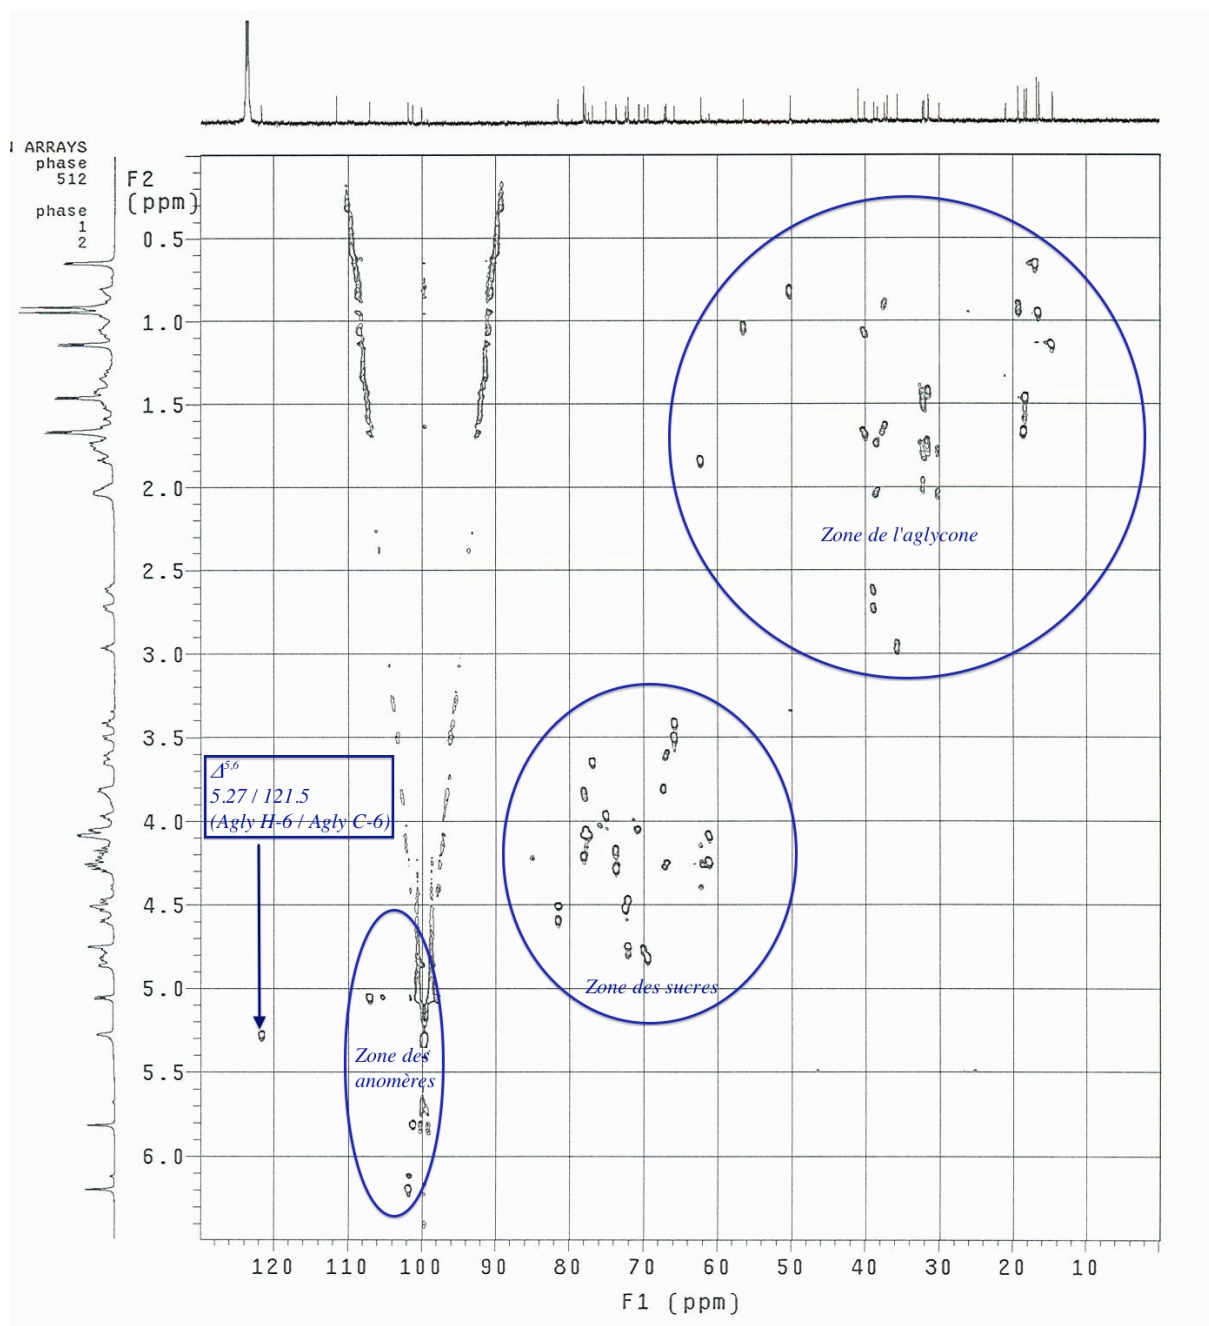 ARRAYS
phase
512
phase
1
2
F2
(ppm)
0.5
1.0
1.5
2.0
2.5
3.0
3.5
4.0
4.5
5.0
5.5
6.0
Zone de l'aglycone
Δ5,6
5.27 / 121.5
(Agly H-6 / Agly C-6)
Zone des sucres
Zone des
anomères
120 110 100 90 80 70 60 50 40 30 20 10
F1 (ppm)